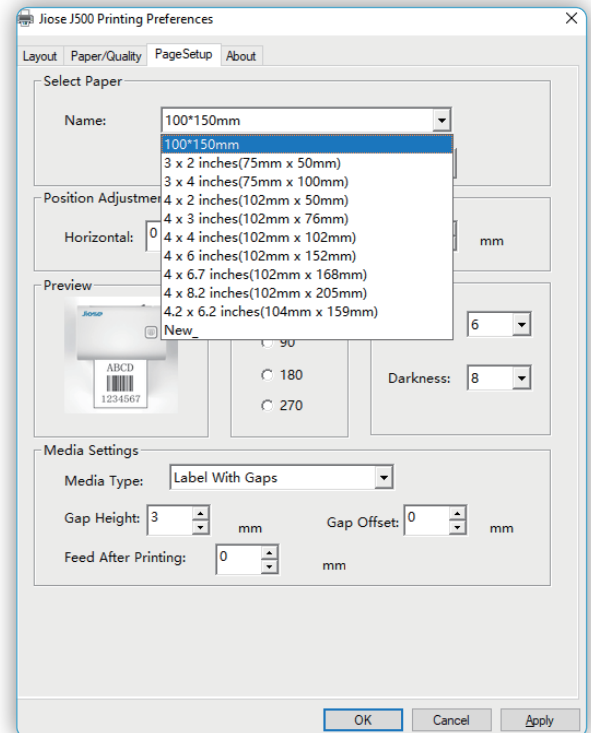 Jiose J500 Printing Preferences
Layout Paper/Quality PageSetup About
Select Paper
Name: 100*150mm
100*150mm
3 x 2 inches(75mm x 50mm)
3 x 4 inches(75mm x 100mm)
4 x 2 inches(102mm x 50mm)
4 x 3 inches(102mm x 76mm)
4 x 4 inches(102mm x 102mm)
4 x 6 inches(102mm x 152mm)
4 x 6.7 inches(102mm x 168mm)
4 x 8.2 inches(102mm x 205mm)
4.2 x 6.2 inches(104mm x 159mm)
New_
Position Adjustme
Horizontal: 0 mm
Preview
Jiose
ABCD
1234567
90
180
270
6
Darkness: 8
Media Settings
Media Type: Label With Gaps
Gap Height: 3 mm Gap Offset: 0 mm
Feed After Printing: 0 mm
OK Cancel Apply